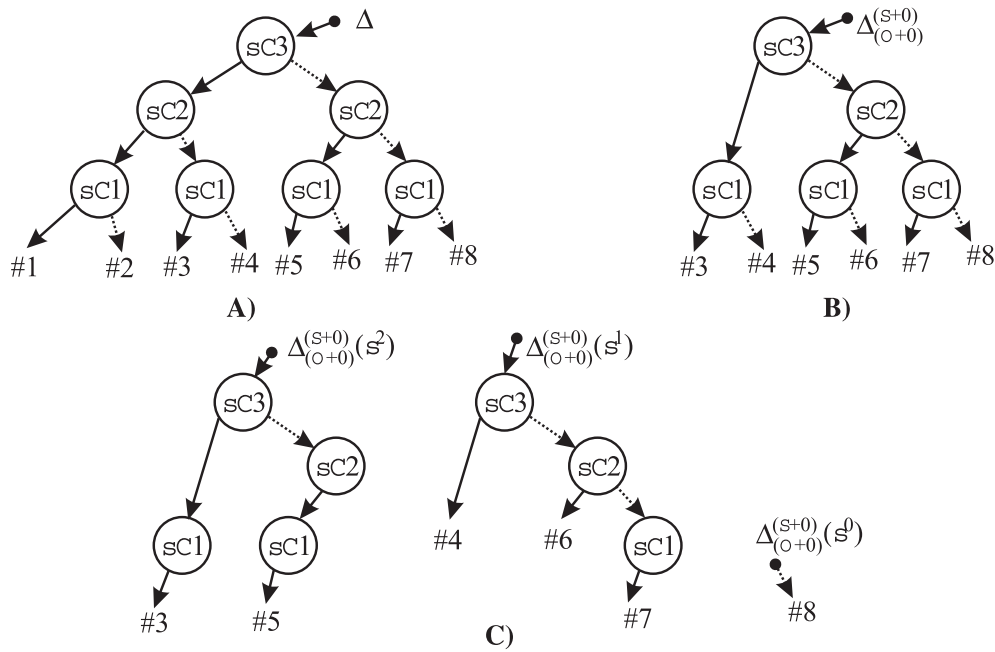 Δ
sC3
sC2 sC2
sC1 sC1 sC1 sC1
#1 #2 #3 #4 #5 #6 #7 #8
A)
Δ(S+0)(O+0)
sC3
sC2
sC1 sC1 sC1
#3 #4 #5 #6 #7 #8
B)
Δ(S+0)(O+0)(s²)
sC3
sC2
sC1 sC1
#3 #5
Δ(S+0)(O+0)(s¹)
sC3
sC2
#4 #6 sC1
#7
Δ(S+0)(O+0)(s⁰)
#8
C)